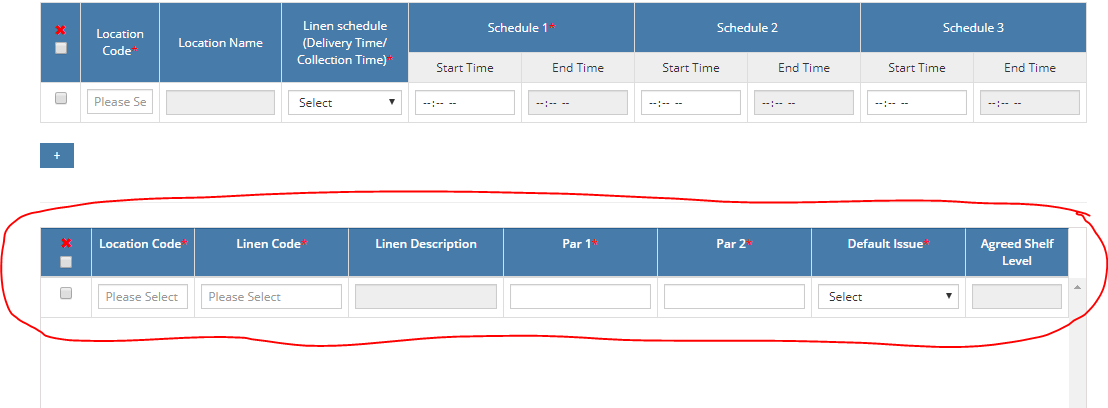 ✖ Location Code* Location Name Linen schedule (Delivery Time/ Collection Time)* Schedule 1* Schedule 2 Schedule 3
Start Time End Time Start Time End Time Start Time End Time
Please Se Select --:-- -- --:-- -- --:-- -- --:-- -- --:-- -- --:-- --
+
✖ Location Code* Linen Code* Linen Description Par 1* Par 2* Default Issue* Agreed Shelf Level
Please Select Please Select Select